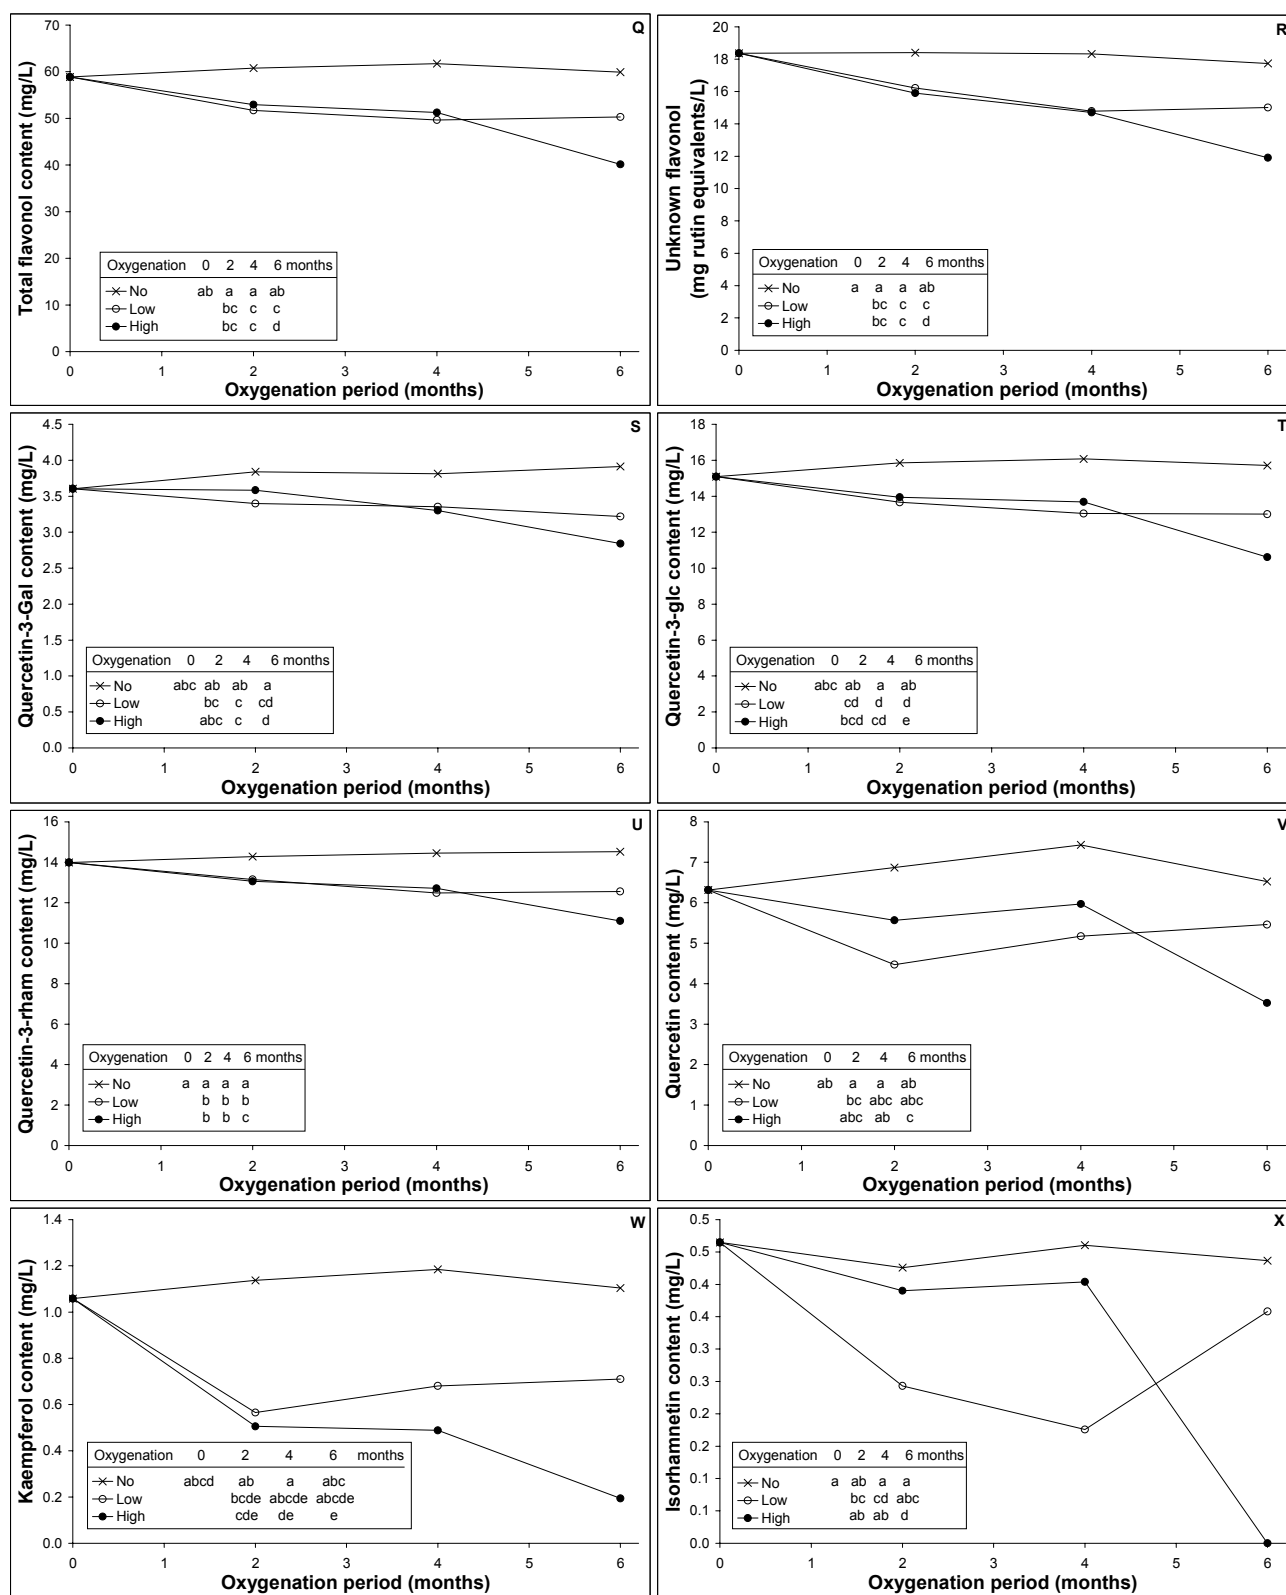 Q
Total flavonol content (mg/L)
70
60
50
40
30
20
10
0
Oxygenation 0 2 4 6 months
No ab a a ab
Low bc c c
High bc c d
0 1 2 3 4 5 6
Oxygenation period (months)
R
Unknown flavonol
(mg rutin equivalents/L)
20
18
16
14
12
10
8
6
4
2
0
Oxygenation 0 2 4 6 months
No a a a ab
Low bc c c
High bc c d
0 1 2 3 4 5 6
Oxygenation period (months)
S
Quercetin-3-Gal content (mg/L)
4.5
4.0
3.5
3.0
2.5
2.0
1.5
1.0
0.5
0.0
Oxygenation 0 2 4 6 months
No abc ab ab a
Low bc c cd
High abc c d
0 1 2 3 4 5 6
Oxygenation period (months)
T
Quercetin-3-glc content (mg/L)
18
16
14
12
10
8
6
4
2
0
Oxygenation 0 2 4 6 months
No abc ab a ab
Low cd d d
High bcd cd e
0 1 2 3 4 5 6
Oxygenation period (months)
U
Quercetin-3-rham content (mg/L)
16
14
12
10
8
6
4
2
0
Oxygenation 0 2 4 6 months
No a a a a
Low b b b
High b b c
0 1 2 3 4 5 6
Oxygenation period (months)
V
Quercetin content (mg/L)
8
7
6
5
4
3
2
1
0
Oxygenation 0 2 4 6 months
No ab a a ab
Low bc abc abc
High abc ab c
0 1 2 3 4 5 6
Oxygenation period (months)
W
Kaempferol content (mg/L)
1.4
1.2
1.0
0.8
0.6
0.4
0.2
0.0
Oxygenation 0 2 4 6 months
No abcd ab a abc
Low bcde abcde abcde
High cde de e
0 1 2 3 4 5 6
Oxygenation period (months)
X
Isorhamnetin content (mg/L)
0.5
0.5
0.4
0.4
0.3
0.3
0.2
0.2
0.1
0.1
0.0
Oxygenation 0 2 4 6 months
No a ab a a
Low bc cd abc
High ab ab d
0 1 2 3 4 5 6
Oxygenation period (months)